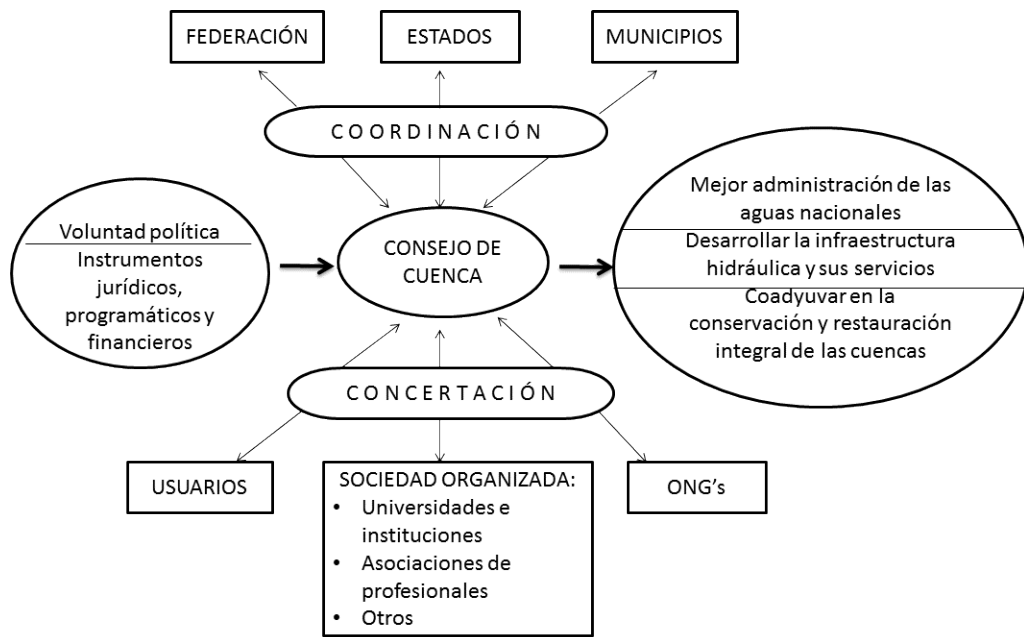 FEDERACIÓN
ESTADOS
MUNICIPIOS
COORDINACIÓN
Voluntad política
Instrumentos
jurídicos,
programáticos y
financieros
CONSEJO DE
CUENCA
Mejor administración de las
aguas nacionales
Desarrollar la infraestructura
hidráulica y sus servicios
Coadyuvar en la
conservación y restauración
integral de las cuencas
CONCERTACIÓN
USUARIOS
SOCIEDAD ORGANIZADA:
• Universidades e
instituciones
• Asociaciones de
profesionales
• Otros
ONG's